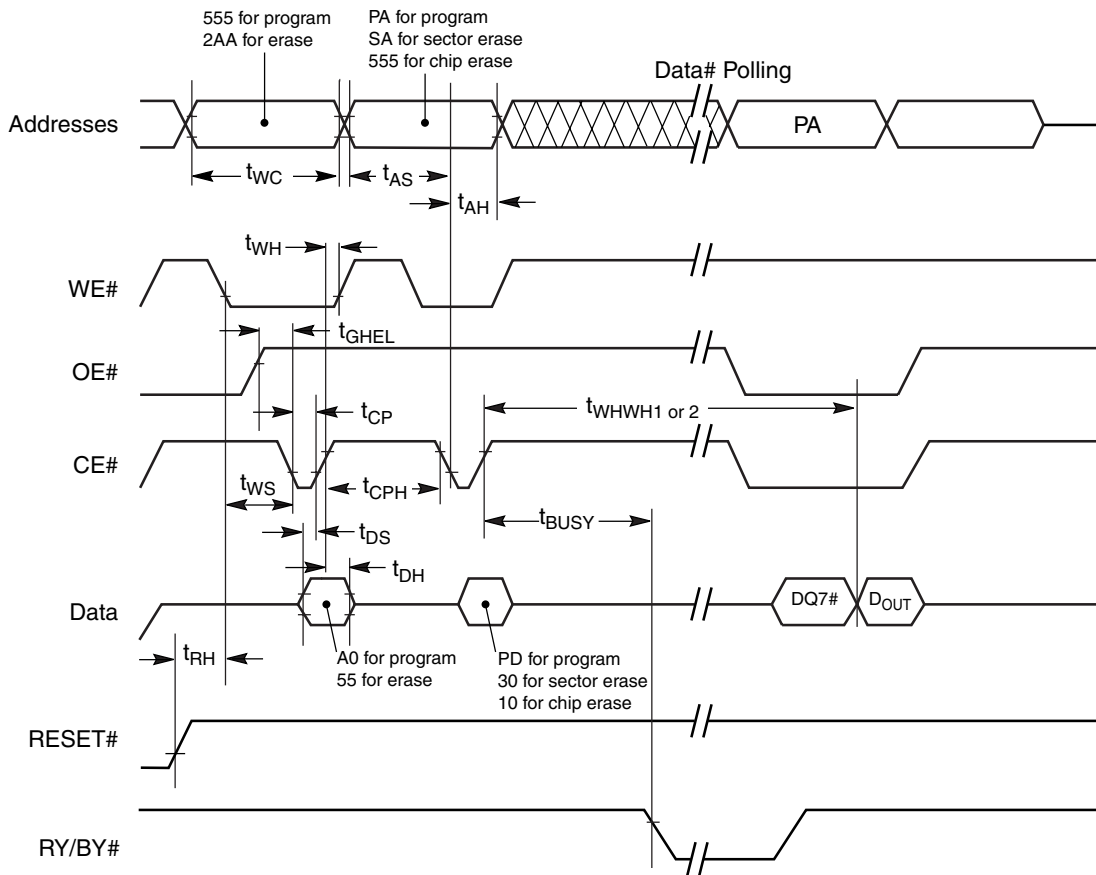 555 for program
2AA for erase
PA for program
SA for sector erase
555 for chip erase
Data# Polling
Addresses
PA
tWC
tAS
tAH
tWH
WE#
tGHEL
OE#
tWHWH1 or 2
tCP
CE#
tWS
tCPH
tBUSY
tDS
tDH
Data
DQ7#
DOUT
tRH
A0 for program
55 for erase
PD for program
30 for sector erase
10 for chip erase
RESET#
RY/BY#